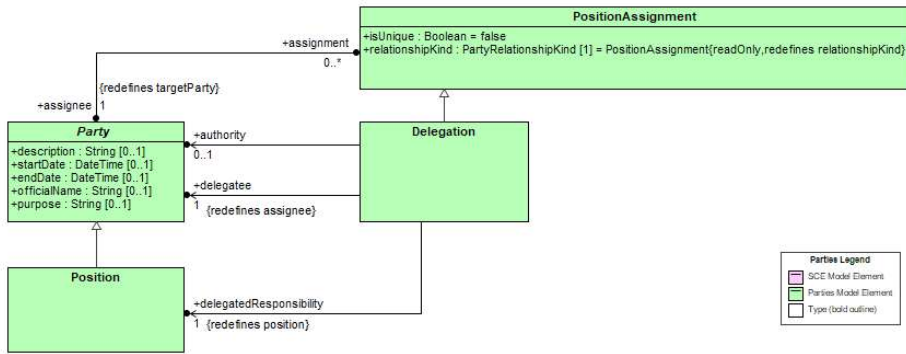 PositionAssignment
+isUnique : Boolean = false
+relationshipKind : PartyRelationshipKind [1] = PositionAssignment{readOnly,redefines relationshipKind}
+assignment
0..*
{redefines targetParty}
+assignee
1
Party
+description : String [0..1]
+startDate : DateTime [0..1]
+endDate : DateTime [0..1]
+officialName : String [0..1]
+purpose : String [0..1]
+authority
0..1
+delegatee
1
{redefines assignee}
Delegation
Position
+delegatedResponsibility
1
{redefines position}
Parties Legend
SCE Model Element
Parties Model Element
Type (bold outline)